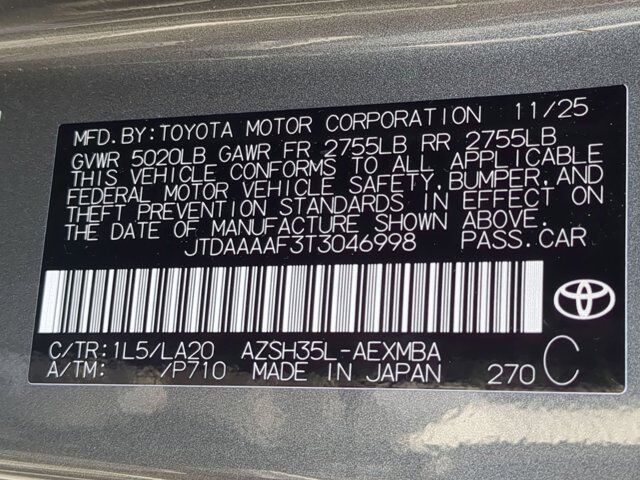 MFD. BY: TOYOTA MOTOR CORPORATION 11/25
GVWR 5020LB GAWR FR 2755LB RR 2755LB
THIS VEHICLE CONFORMS TO ALL APPLICABLE
FEDERAL MOTOR VEHICLE SAFETY, BUMPER, AND
THEFT PREVENTION STANDARDS IN EFFECT ON
THE DATE OF MANUFACTURE SHOWN ABOVE.
JTDAAAAF3T3046998 PASS.CAR
C/TR: 1L5/LA20 AZSH35L-AEXMBA
A/TM: /P710 MADE IN JAPAN 270 C